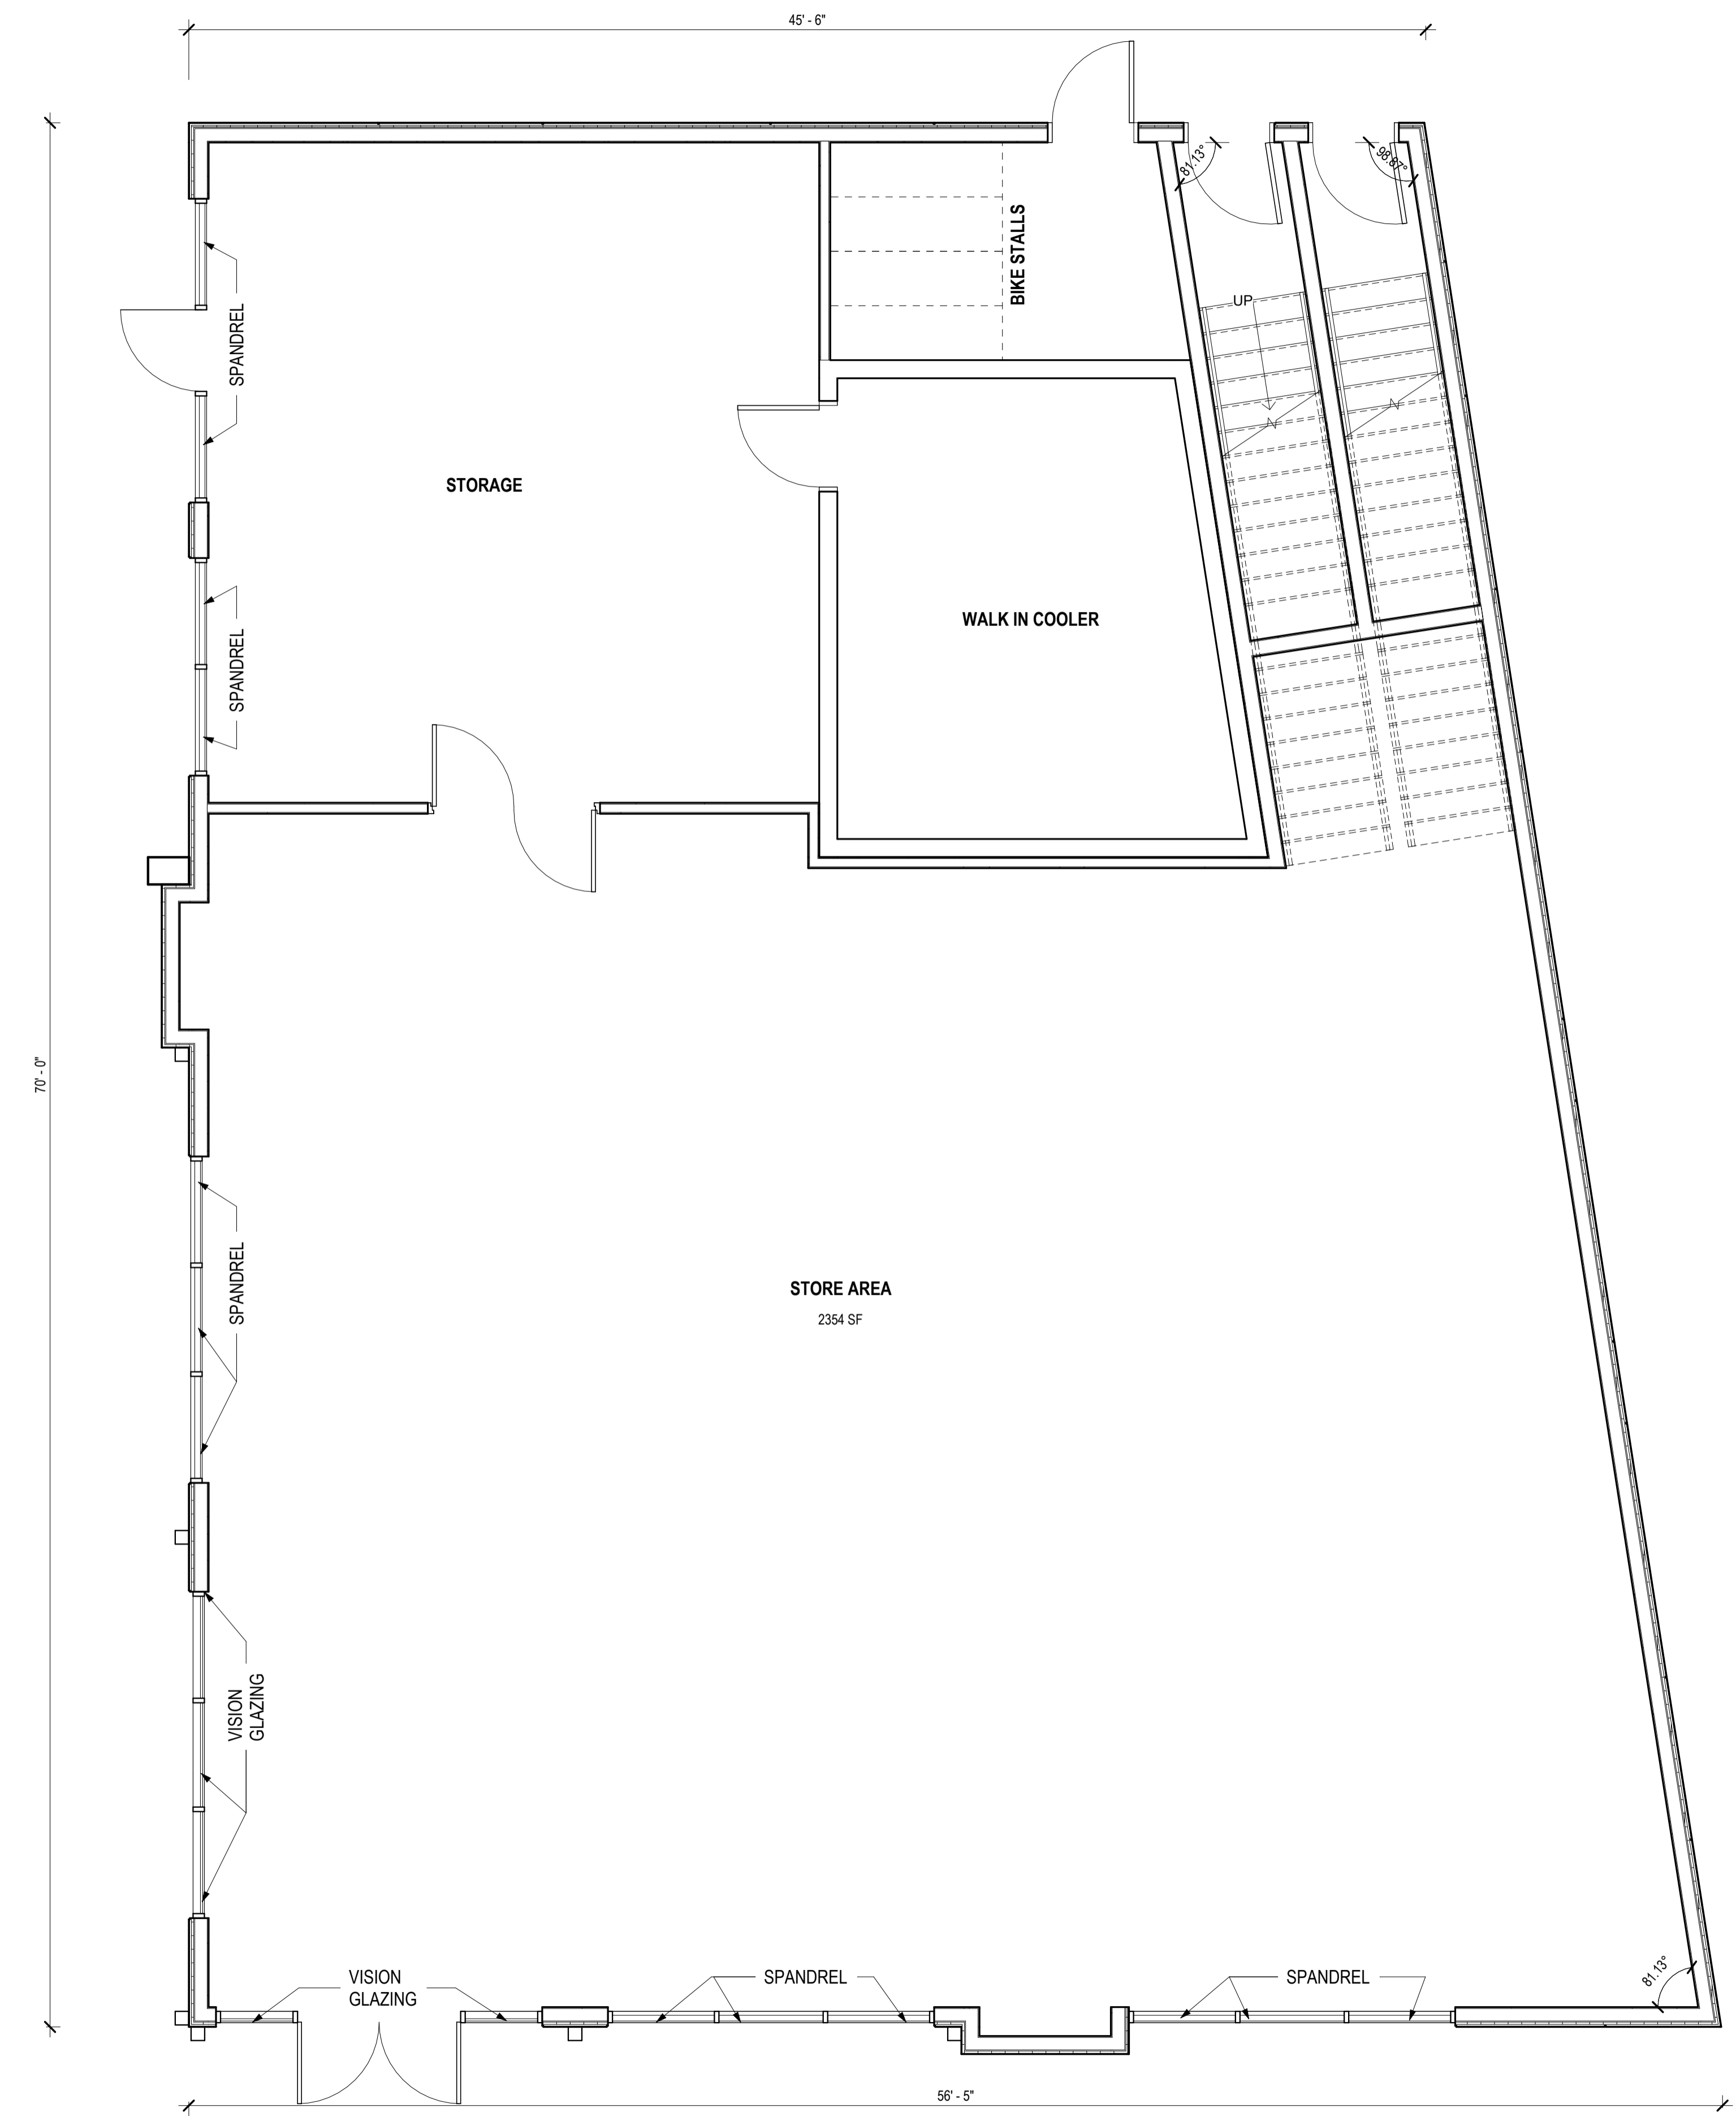 45' - 6"
81.13°
98.87°
BIKE STALLS
UP
SPANDREL
STORAGE
WALK IN COOLER
SPANDREL
70' - 0"
SPANDREL
STORE AREA
2354 SF
VISION
GLAZING
VISION
GLAZING
SPANDREL
SPANDREL
81.13°
56' - 5"